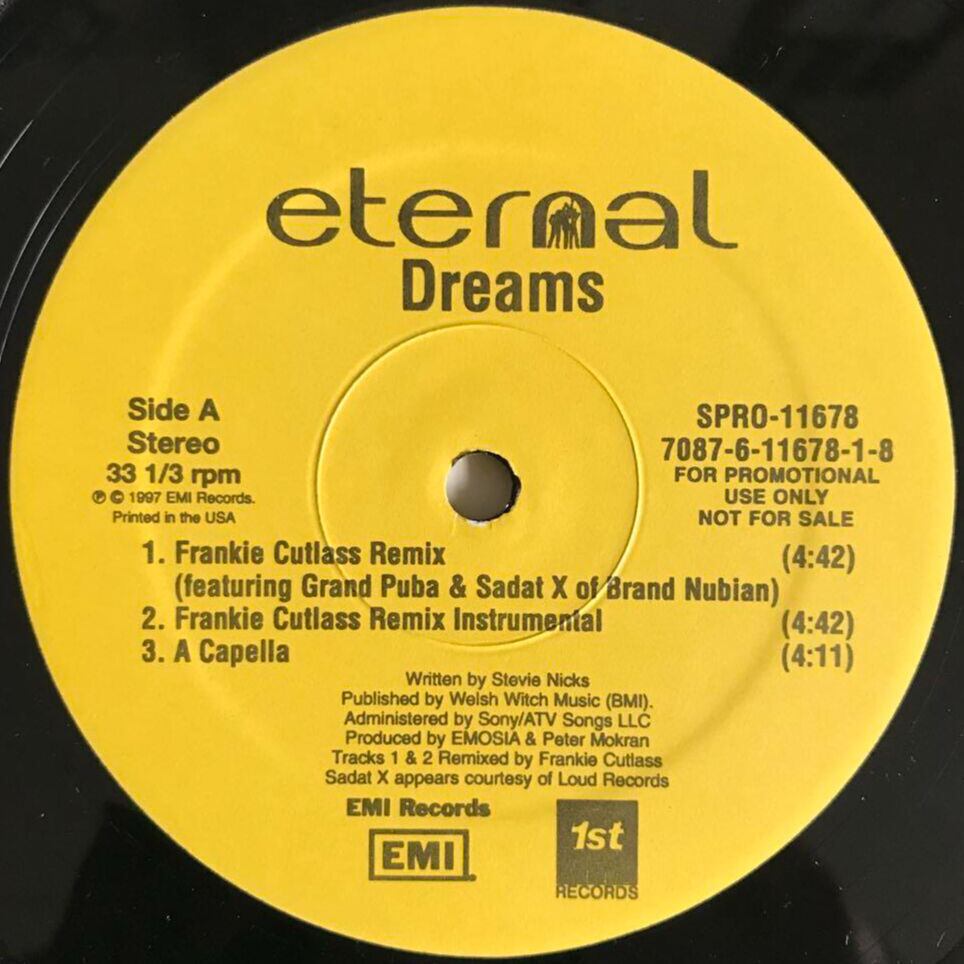 eternal
Dreams
Side A
Stereo
33 1/3 rpm
℗ © 1997 EMI Records.
Printed in the USA
SPRO-11678
7087-6-11678-1-8
FOR PROMOTIONAL
USE ONLY
NOT FOR SALE
1. Frankie Cutlass Remix (4:42)
(featuring Grand Puba & Sadat X of Brand Nubian)
2. Frankie Cutlass Remix Instrumental (4:42)
3. A Capella (4:11)
Written by Stevie Nicks
Published by Welsh Witch Music (BMI).
Administered by Sony/ATV Songs LLC
Produced by EMOSIA & Peter Mokran
Tracks 1 & 2 Remixed by Frankie Cutlass
Sadat X appears courtesy of Loud Records
EMI Records
EMI
1st
RECORDS